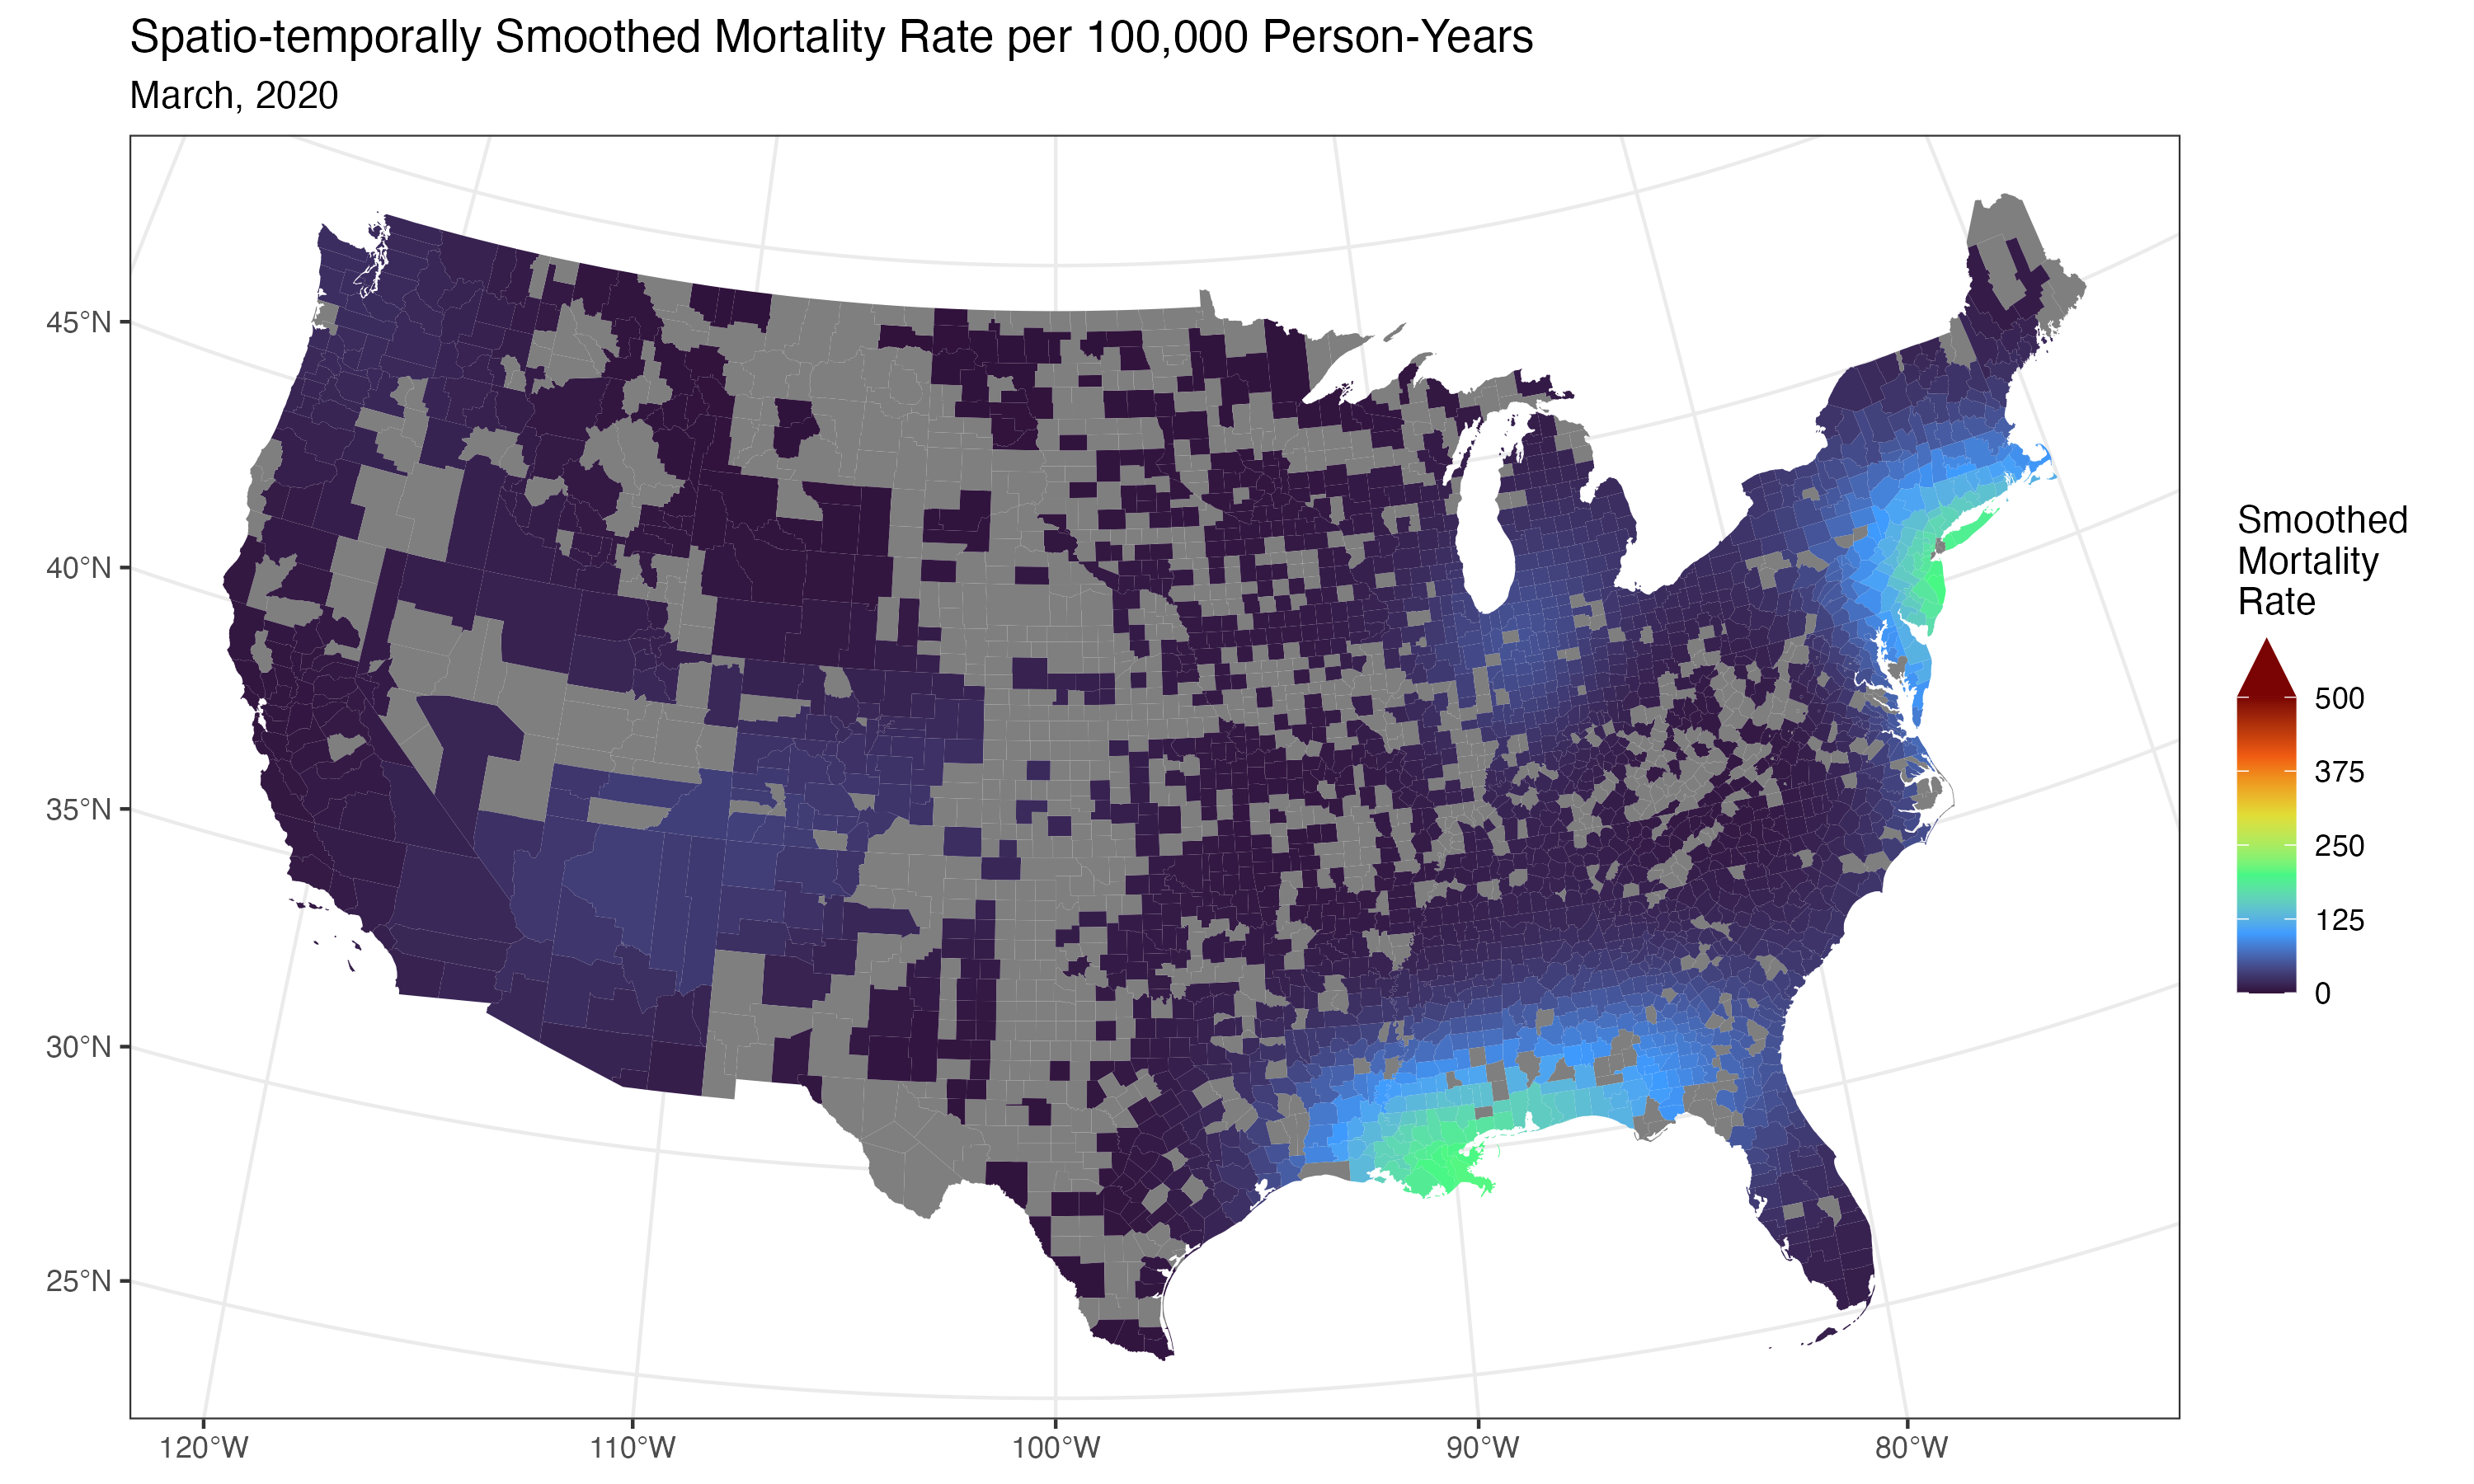 Spatio-temporally Smoothed Mortality Rate per 100,000 Person-Years
March, 2020
45°N
40°N
35°N
30°N
25°N
120°W
110°W
100°W
90°W
80°W
Smoothed
Mortality
Rate
500
375
250
125
0